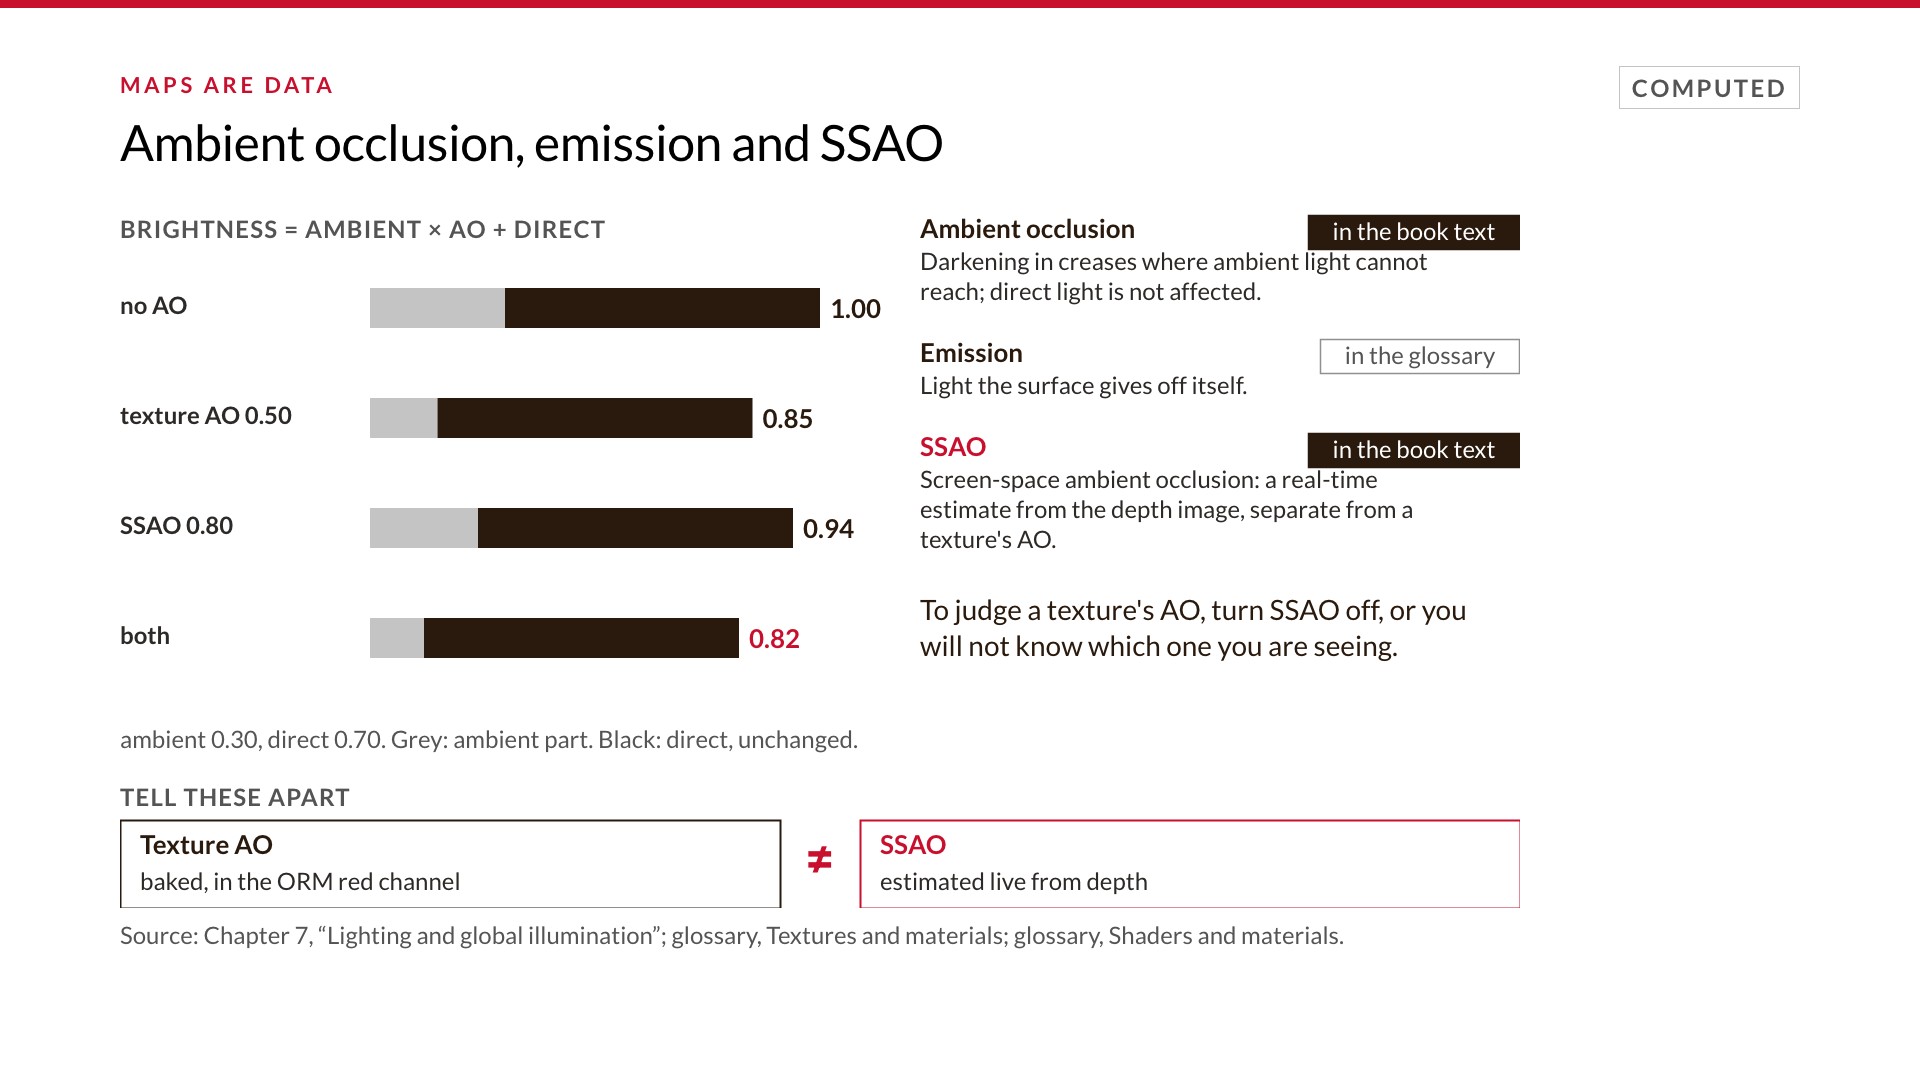 MAPS ARE DATA
COMPUTED
Ambient occlusion, emission and SSAO
BRIGHTNESS = AMBIENT × AO + DIRECT
no AO
1.00
texture AO 0.50
0.85
SSAO 0.80
0.94
both
0.82
ambient 0.30, direct 0.70. Grey: ambient part. Black: direct, unchanged.
Ambient occlusion
in the book text
Darkening in creases where ambient light cannot
reach; direct light is not affected.
Emission
in the glossary
Light the surface gives off itself.
SSAO
in the book text
Screen-space ambient occlusion: a real-time
estimate from the depth image, separate from a
texture's AO.
To judge a texture's AO, turn SSAO off, or you
will not know which one you are seeing.
TELL THESE APART
Texture AO
baked, in the ORM red channel
≠
SSAO
estimated live from depth
Source: Chapter 7, “Lighting and global illumination”; glossary, Textures and materials; glossary, Shaders and materials.